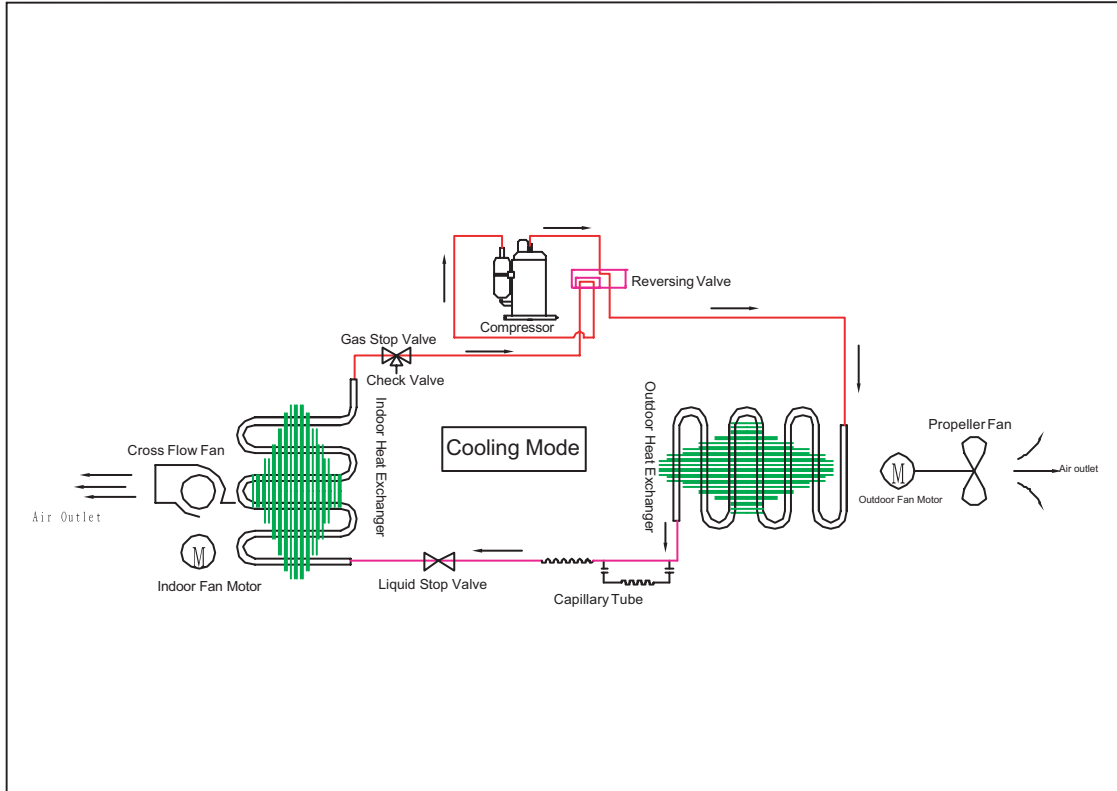 Reversing Valve
Compressor
Gas Stop Valve
Check Valve
Indoor Heat Exchanger
Cooling Mode
Outdoor Heat Exchanger
Propeller Fan
Cross Flow Fan
M
Air outlet
Outdoor Fan Motor
Air Outlet
M
Indoor Fan Motor
Liquid Stop Valve
Capillary Tube